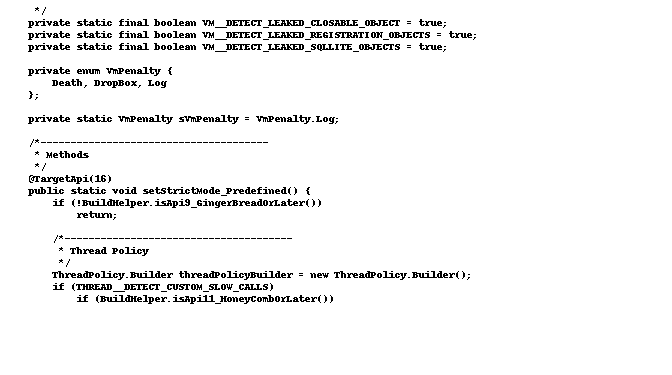 */
private static final boolean VM__DETECT_LEAKED_CLOSABLE_OBJECT = true;
private static final boolean VM__DETECT_LEAKED_REGISTRATION_OBJECTS = true;
private static final boolean VM__DETECT_LEAKED_SQLLITE_OBJECTS = true;
private enum VmPenalty {
Death, DropBox, Log
};
private static VmPenalty sVmPenalty = VmPenalty.Log;
/*--------------------------------------
* Methods
*/
@TargetApi(16)
public static void setStrictMode_Predefined() {
if (!BuildHelper.isApi9_GingerBreadOrLater())
return;
/*--------------------------------------
* Thread Policy
*/
ThreadPolicy.Builder threadPolicyBuilder = new ThreadPolicy.Builder();
if (THREAD__DETECT_CUSTOM_SLOW_CALLS)
if (BuildHelper.isApi11_HoneyCombOrLater())